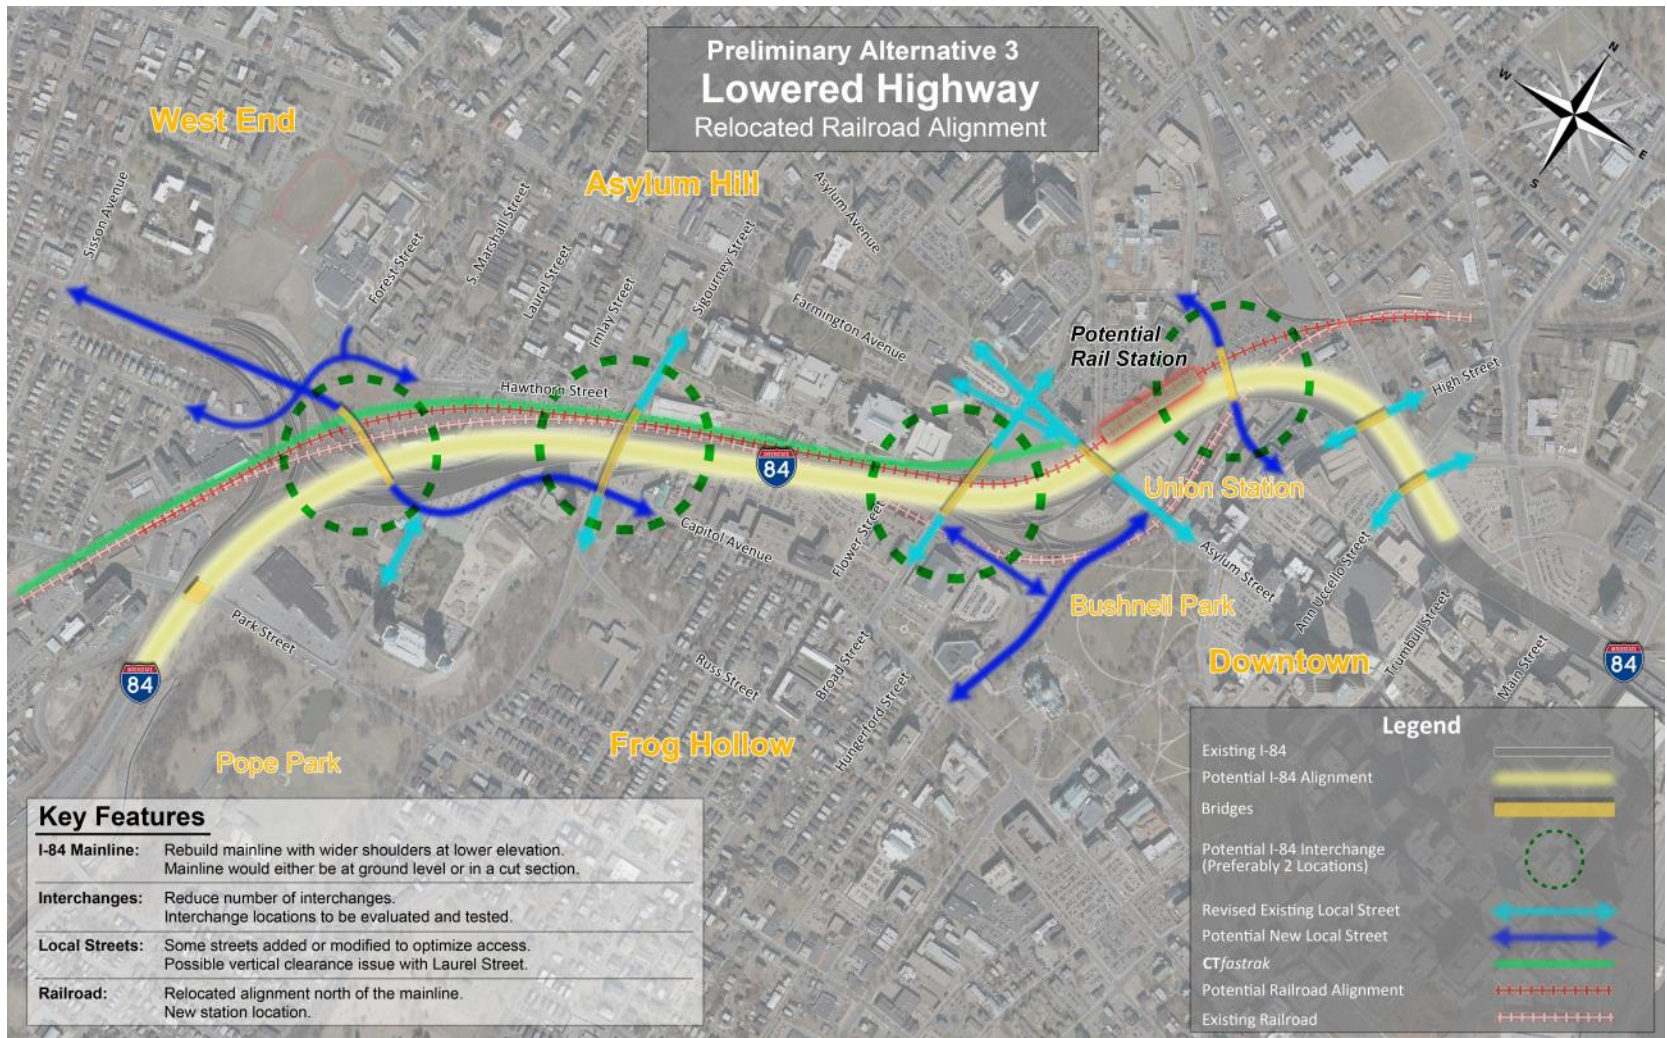 Preliminary Alternative 3
Lowered Highway
Relocated Railroad Alignment
N
W
E
S
West End
Asylum Hill
Sisson Avenue
Forest Street
S. Marshall Street
Laurel Street
Imlay Street
Sigourney Street
Asylum Avenue
Farmington Avenue
Hawthorn Street
Potential
Rail Station
High Street
INTERSTATE
84
Union Station
Capitol Avenue
Flower Street
Asylum Street
Ann Uccello Street
Bushnell Park
Trumbull Street
Main Street
Downtown
INTERSTATE
84
Park Street
INTERSTATE
84
Russ Street
Broad Street
Hungerford Street
Frog Hollow
Pope Park
Key Features
I-84 Mainline: Rebuild mainline with wider shoulders at lower elevation.
Mainline would either be at ground level or in a cut section.
Interchanges: Reduce number of interchanges.
Interchange locations to be evaluated and tested.
Local Streets: Some streets added or modified to optimize access.
Possible vertical clearance issue with Laurel Street.
Railroad: Relocated alignment north of the mainline.
New station location.
Legend
Existing I-84
Potential I-84 Alignment
Bridges
Potential I-84 Interchange
(Preferably 2 Locations)
Revised Existing Local Street
Potential New Local Street
CTfastrak
Potential Railroad Alignment
Existing Railroad